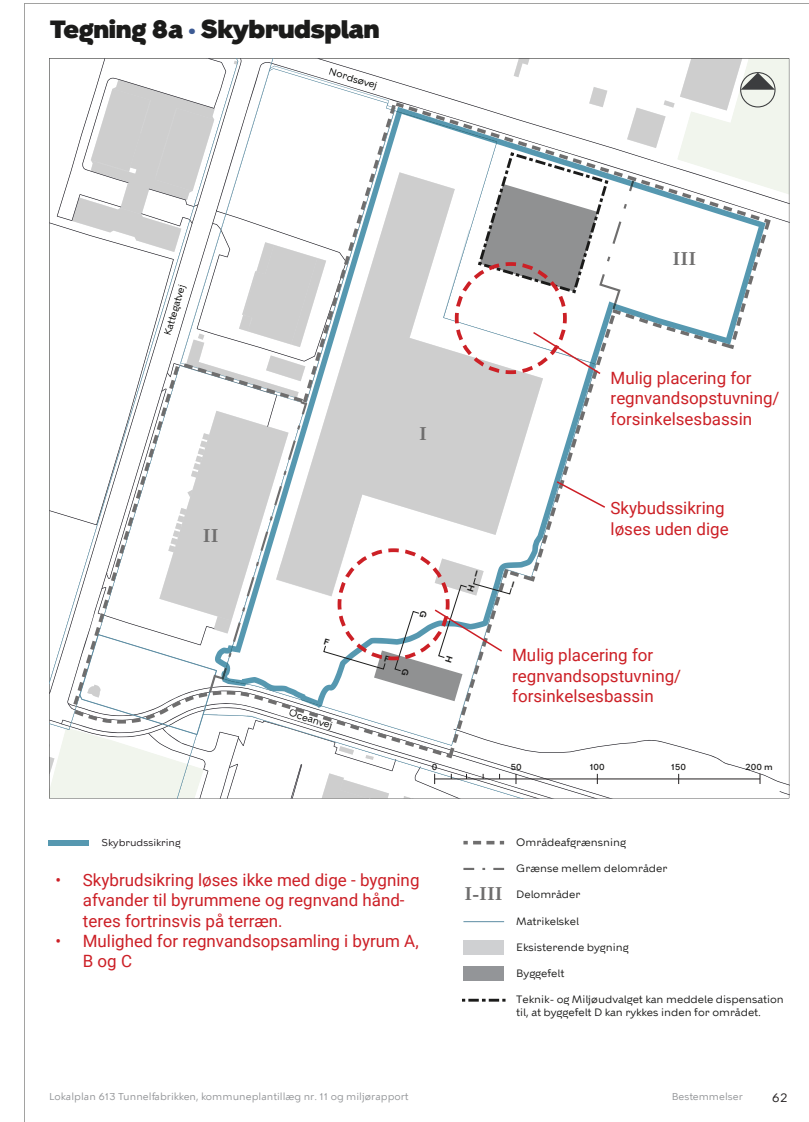 Tegning 8a • Skybrudsplan
Nordsøvej
Kattegatvej
III
Mulig placering for
regnvandsopstuvning/
forsinkelsesbassin
I
Skybudssikring
løses uden dige
II
I
H
G
F
F
G
H
Mulig placering for
regnvandsopstuvning/
forsinkelsesbassin
Oceanvej
0 50 100 150 200 m
Skybrudssikring
• Skybrudsikring løses ikke med dige - bygning
afvander til byrummene og regnvand hånd-
teres fortrinsvis på terræn.
• Mulighed for regnvandsopsamling i byrum A,
B og C
Områdeafgrænsning
Grænse mellem delområder
I-III Delområder
Matrikelskel
Eksisterende bygning
Byggefelt
Teknik- og Miljøudvalget kan meddele dispensation
til, at byggefelt D kan rykkes inden for området.
Lokalplan 613 Tunnelfabrikken, kommuneplantillæg nr. 11 og miljørapport
Bestemmelser 62